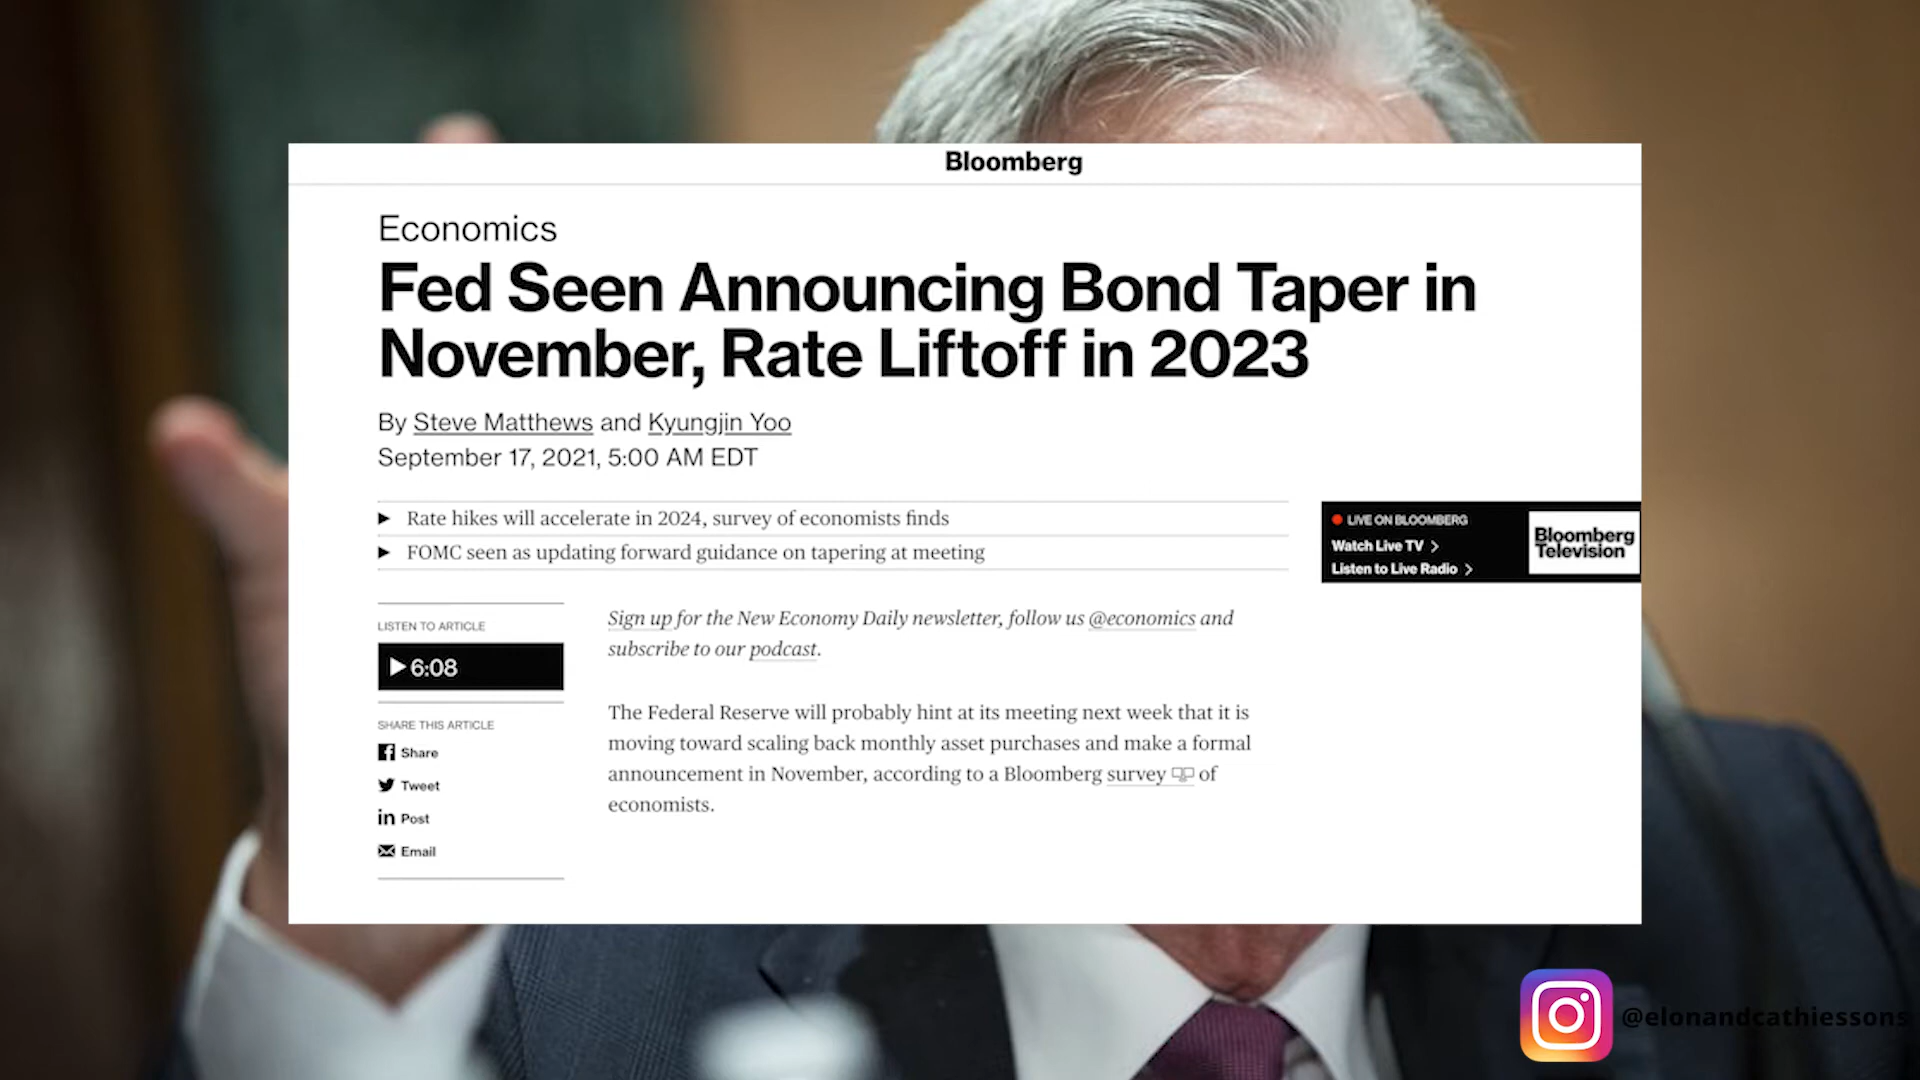 Bloomberg
Economics
Fed Seen Announcing Bond Taper in
November, Rate Liftoff in 2023
By Steve Matthews and Kyungjin Yoo
September 17, 2021, 5:00 AM EDT
▶ Rate hikes will accelerate in 2024, survey of economists finds
▶ FOMC seen as updating forward guidance on tapering at meeting
LIVE ON BLOOMBERG
Watch Live TV >
Listen to Live Radio >
Bloomberg
Television
LISTEN TO ARTICLE
6:08
SHARE THIS ARTICLE
Share
Tweet
Post
Email
Sign up for the New Economy Daily newsletter, follow us @economics and
subscribe to our podcast.
The Federal Reserve will probably hint at its meeting next week that it is
moving toward scaling back monthly asset purchases and make a formal
announcement in November, according to a Bloomberg survey of
economists.
@elonandcathiessons